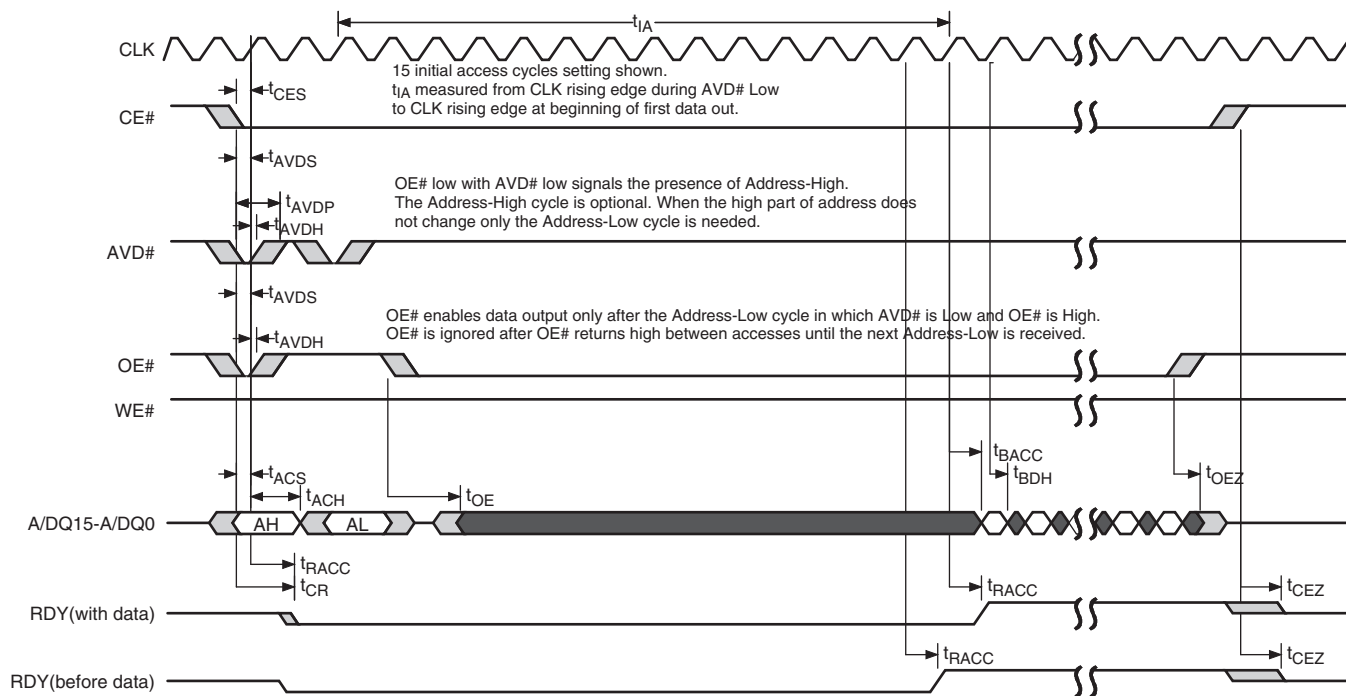 tIA
CLK
15 initial access cycles setting shown.
tIA measured from CLK rising edge during AVD# Low
to CLK rising edge at beginning of first data out.
tCES
CE#
tAVDS
OE# low with AVD# low signals the presence of Address-High.
The Address-High cycle is optional. When the high part of address does
not change only the Address-Low cycle is needed.
tAVDP
tAVDH
AVD#
tAVDS
OE# enables data output only after the Address-Low cycle in which AVD# is Low and OE# is High.
OE# is ignored after OE# returns high between accesses until the next Address-Low is received.
tAVDH
OE#
WE#
tBACC
tACS
tBDH
tOEZ
tACH
tOE
A/DQ15-A/DQ0
AH
AL
tRACC
tCR
tRACC
tCEZ
RDY(with data)
tRACC
tCEZ
RDY(before data)